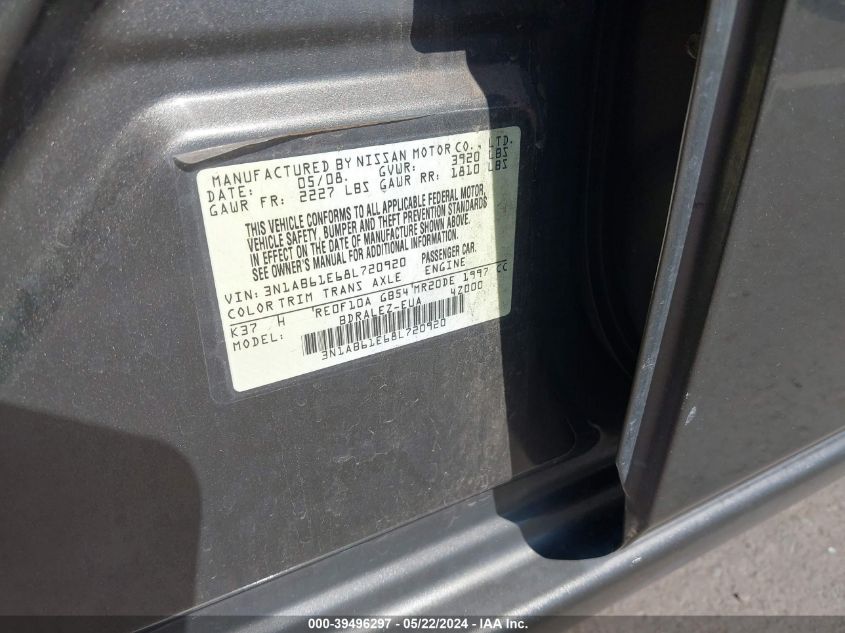 MANUFACTURED BY NISSAN MOTOR CO., LTD.
DATE: 05/08. GVWR: 3920 LBS
GAWR FR: 2227 LBS GAWR RR: 1810 LBS
THIS VEHICLE CONFORMS TO ALL APPLICABLE FEDERAL MOTOR
VEHICLE SAFETY, BUMPER AND THEFT PREVENTION STANDARDS
IN EFFECT ON THE DATE OF MANUFACTURE SHOWN ABOVE.
SEE OWNER'S MANUAL FOR ADDITIONAL INFORMATION.
VIN: 3N1AB61E68L720920 PASSENGER CAR.
COLOR TRIM TRANS AXLE ENGINE
K37 H RE0F10A GB54 MR20DE 1997 CC
MODEL: BDRALEZ-EUA 4Z000
3N1AB61E68L720920
000-39496297 - 05/22/2024 - IAA Inc.